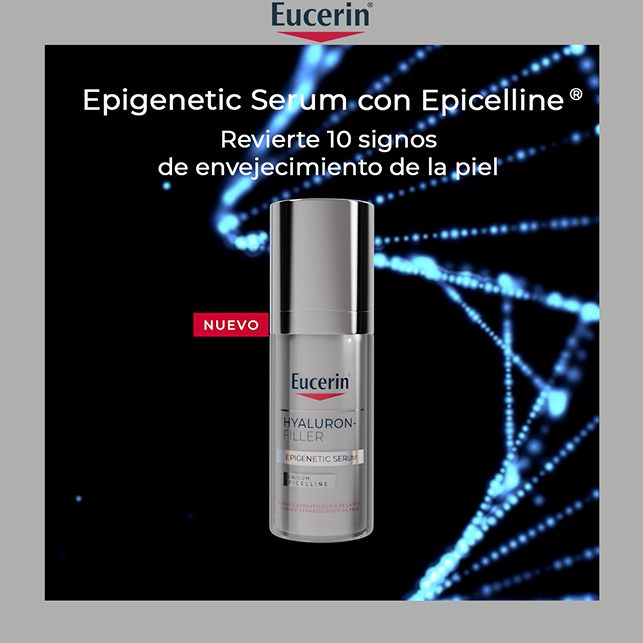 Eucerin®
Epigenetic Serum con Epicelline®
Revierte 10 signos
de envejecimiento de la piel
NUEVO
Eucerin®
HYALURON-
FILLER
EPIGENETIC SERUM
EPICELLINE